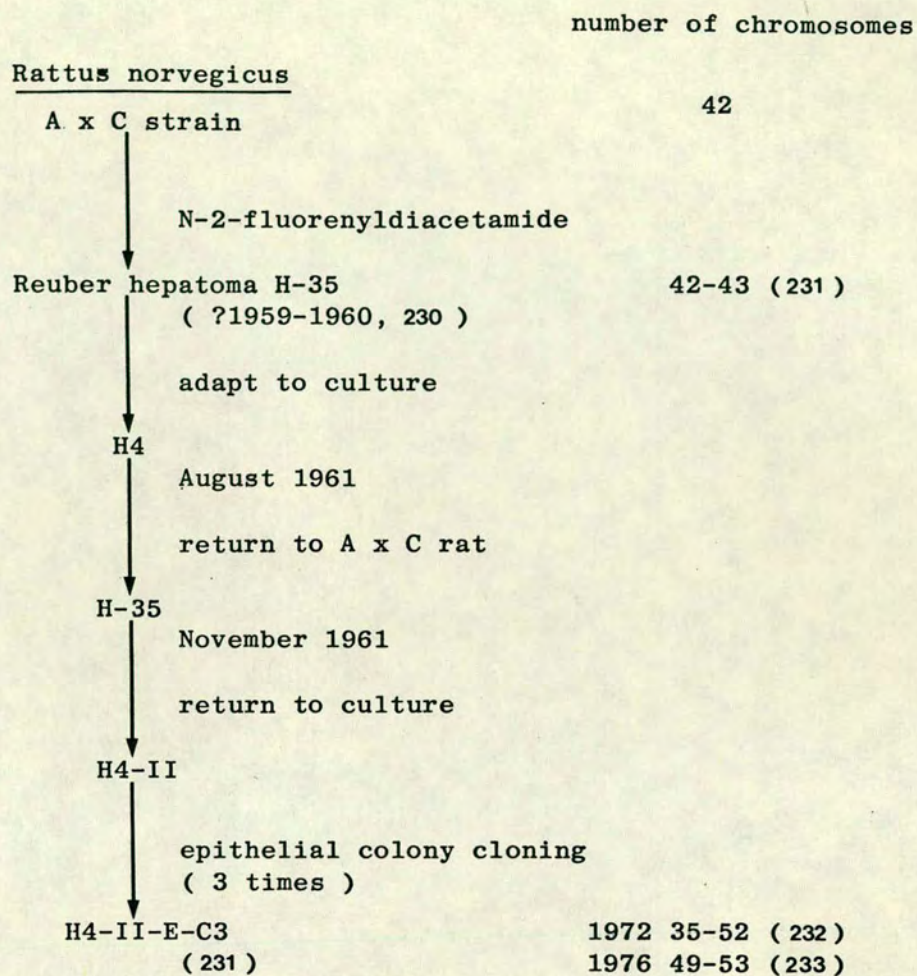 number of chromosomes
Rattus norvegicus
42
A x C strain
N-2-fluorenyldiacetamide
Reuber hepatoma H-35 42-43 (231)
( ?1959-1960, 230 )
adapt to culture
H4
August 1961
return to A x C rat
H-35
November 1961
return to culture
H4-II
epithelial colony cloning
( 3 times )
H4-II-E-C3 1972 35-52 (232)
(231) 1976 49-53 (233)